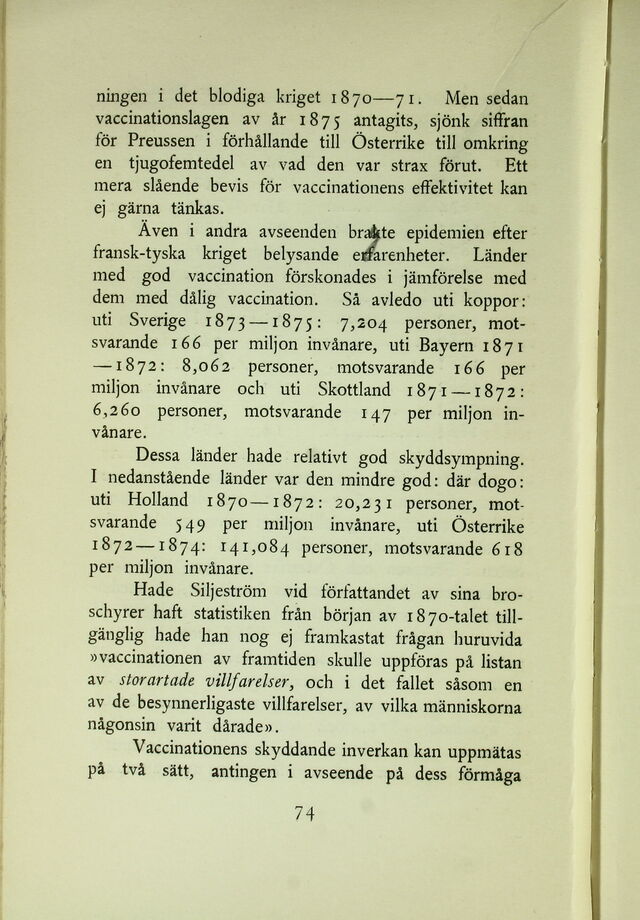 ningen i det blodiga kriget 1870—71. Men sedan
vaccinationslagen av år 1875 antagits, sjönk siffran
för Preussen i förhållande till Österrike till omkring
en tjugofemtedel av vad den var strax förut. Ett
mera slående bevis för vaccinationens effektivitet kan
ej gärna tänkas.
Även i andra avseenden brakte epidemien efter
fransk-tyska kriget belysande erfarenheter. Länder
med god vaccination förskonades i jämförelse med
dem med dålig vaccination. Så avledo uti koppor:
uti Sverige 1873—1875: 7,204 personer, mot-
svarande 166 per miljon invånare, uti Bayern 1871
—1872: 8,062 personer, motsvarande 166 per
miljon invånare och uti Skottland 1871—1872:
6,260 personer, motsvarande 147 per miljon in-
vånare.
Dessa länder hade relativt god skyddsympning.
I nedanstående länder var den mindre god: där dogo:
uti Holland 1870—1872: 20,231 personer, mot-
svarande 549 per miljon invånare, uti Österrike
1872—1874: 141,084 personer, motsvarande 618
per miljon invånare.
Hade Siljeström vid författandet av sina bro-
schyrer haft statistiken från början av 1870-talet till-
gänglig hade han nog ej framkastat frågan huruvida
»vaccinationen av framtiden skulle uppföras på listan
av storartade villfarelser, och i det fallet såsom en
av de besynnerligaste villfarelser, av vilka människorna
någonsin varit dårade».
Vaccinationens skyddande inverkan kan uppmätas
på två sätt, antingen i avseende på dess förmåga
74